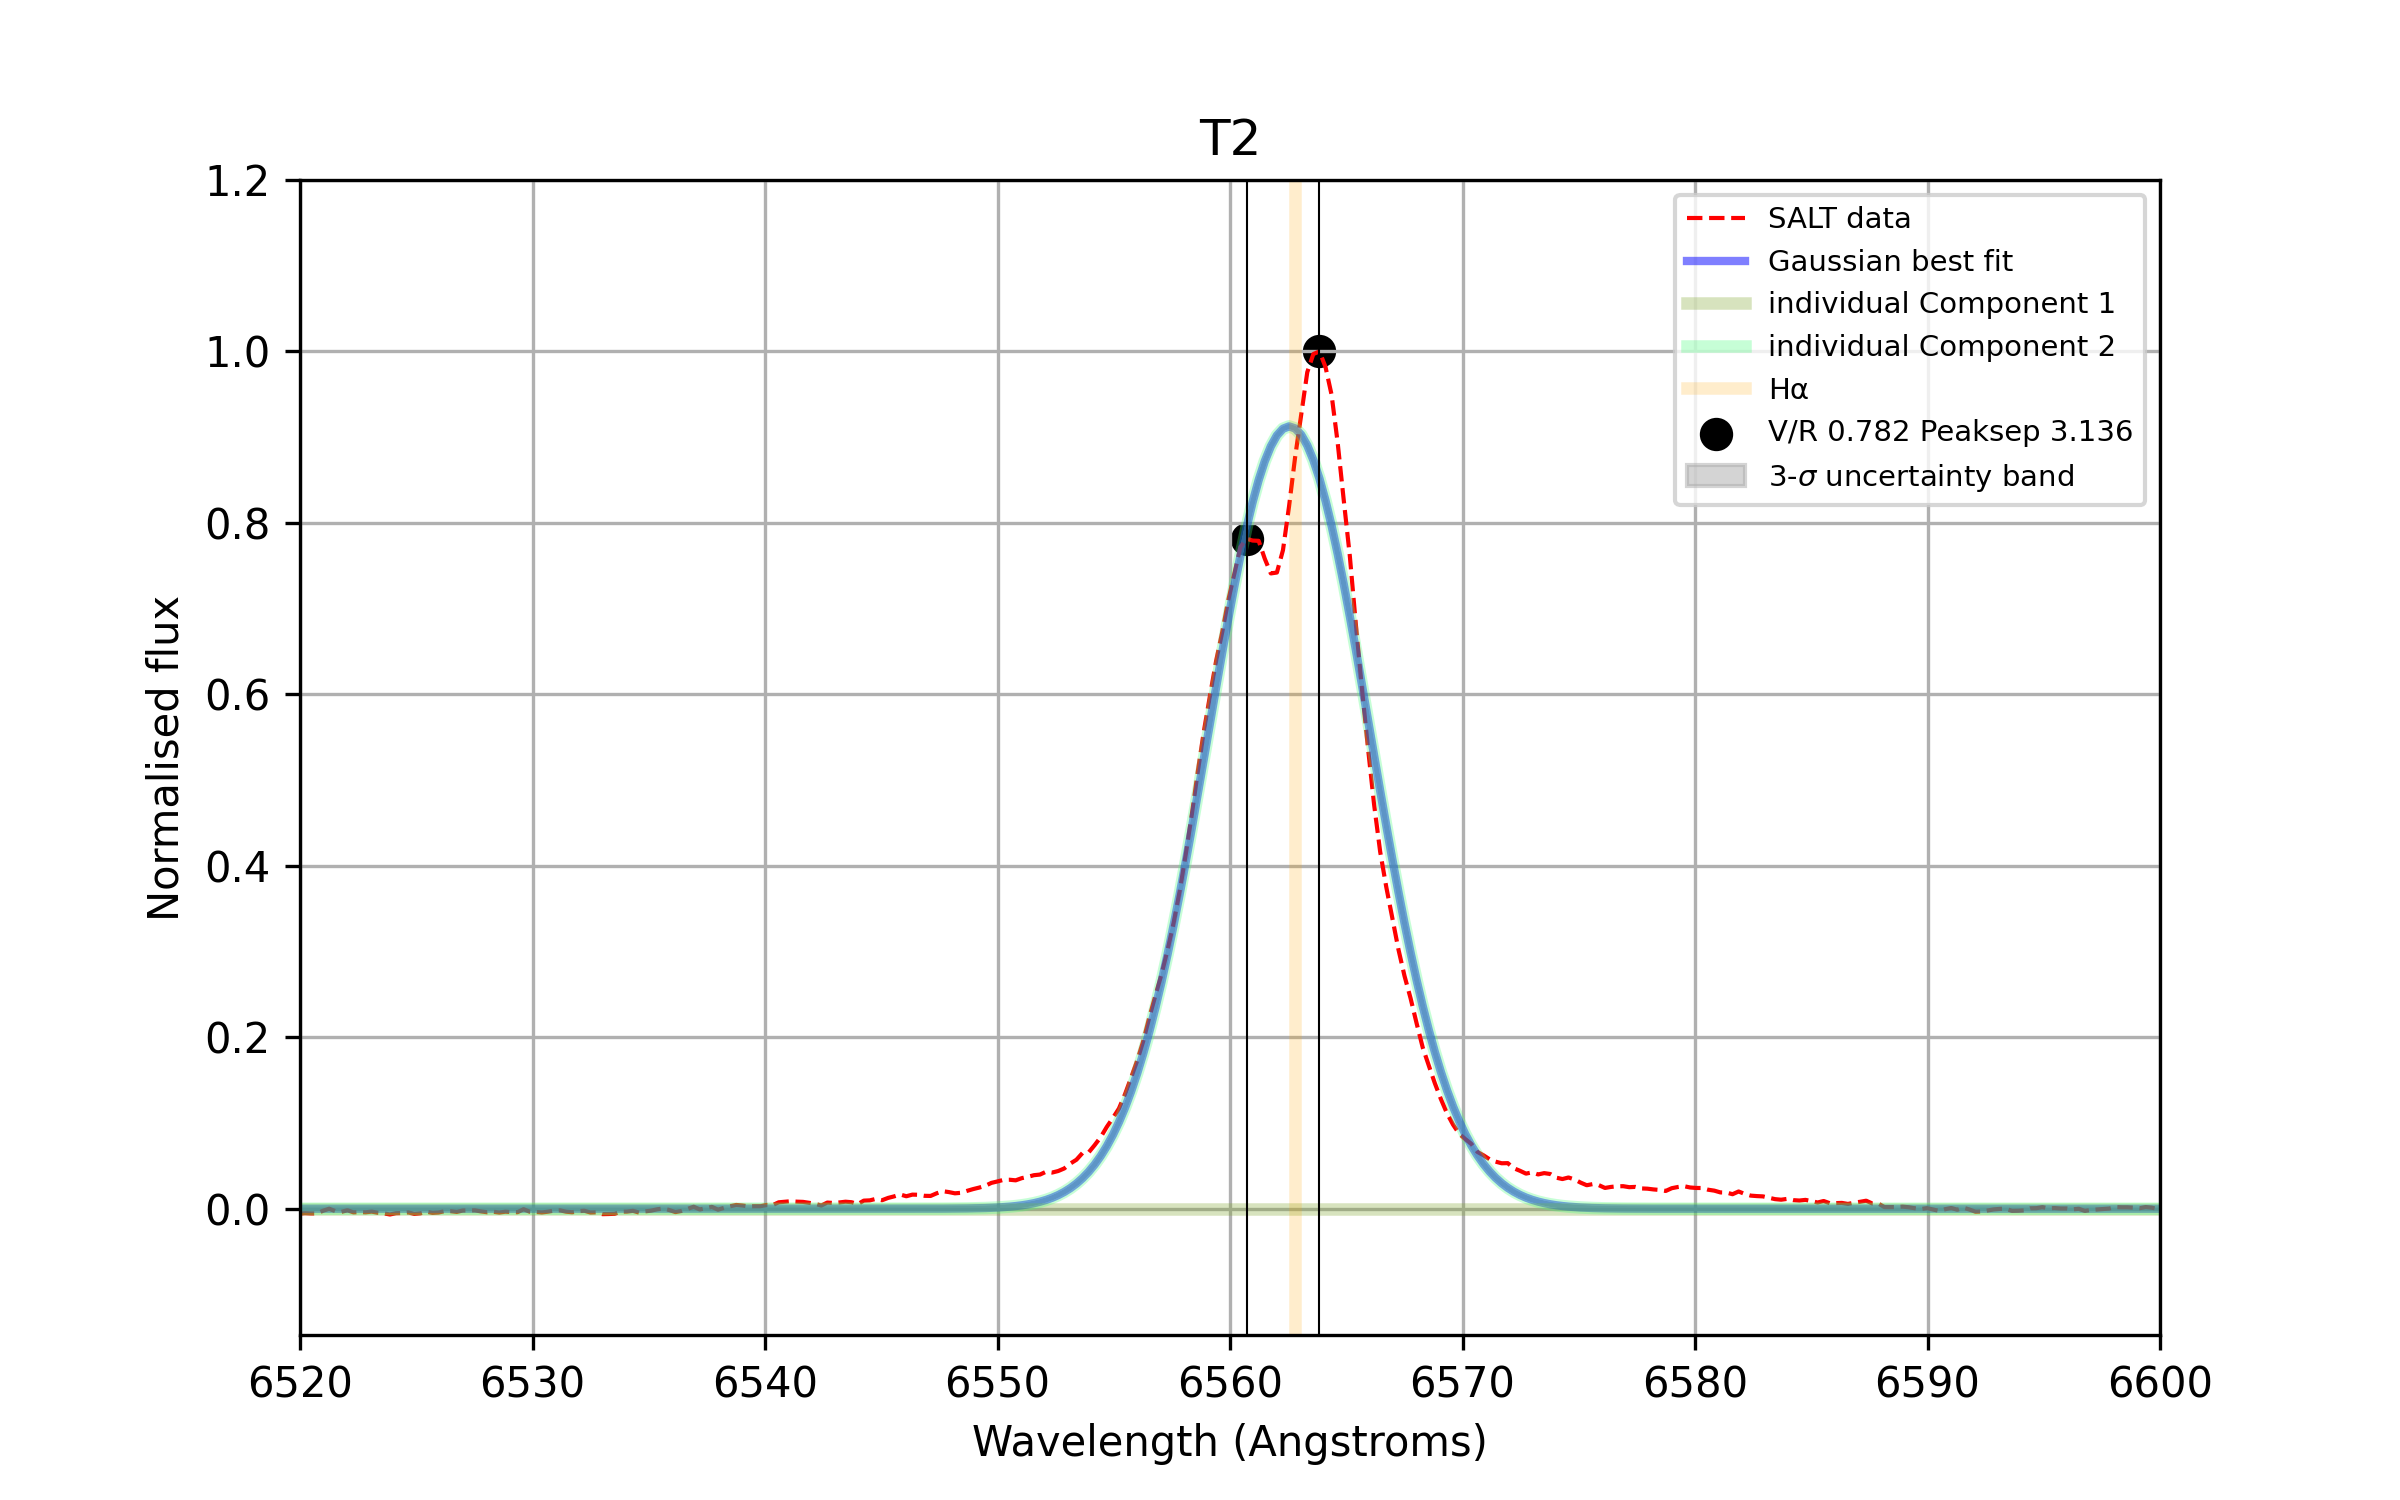 T2
1.2
1.0
0.8
0.6
0.4
0.2
0.0
Normalised flux
SALT data
Gaussian best fit
individual Component 1
individual Component 2
Hα
V/R 0.782 Peaksep 3.136
3-σ uncertainty band
6520 6530 6540 6550 6560 6570 6580 6590 6600
Wavelength (Angstroms)